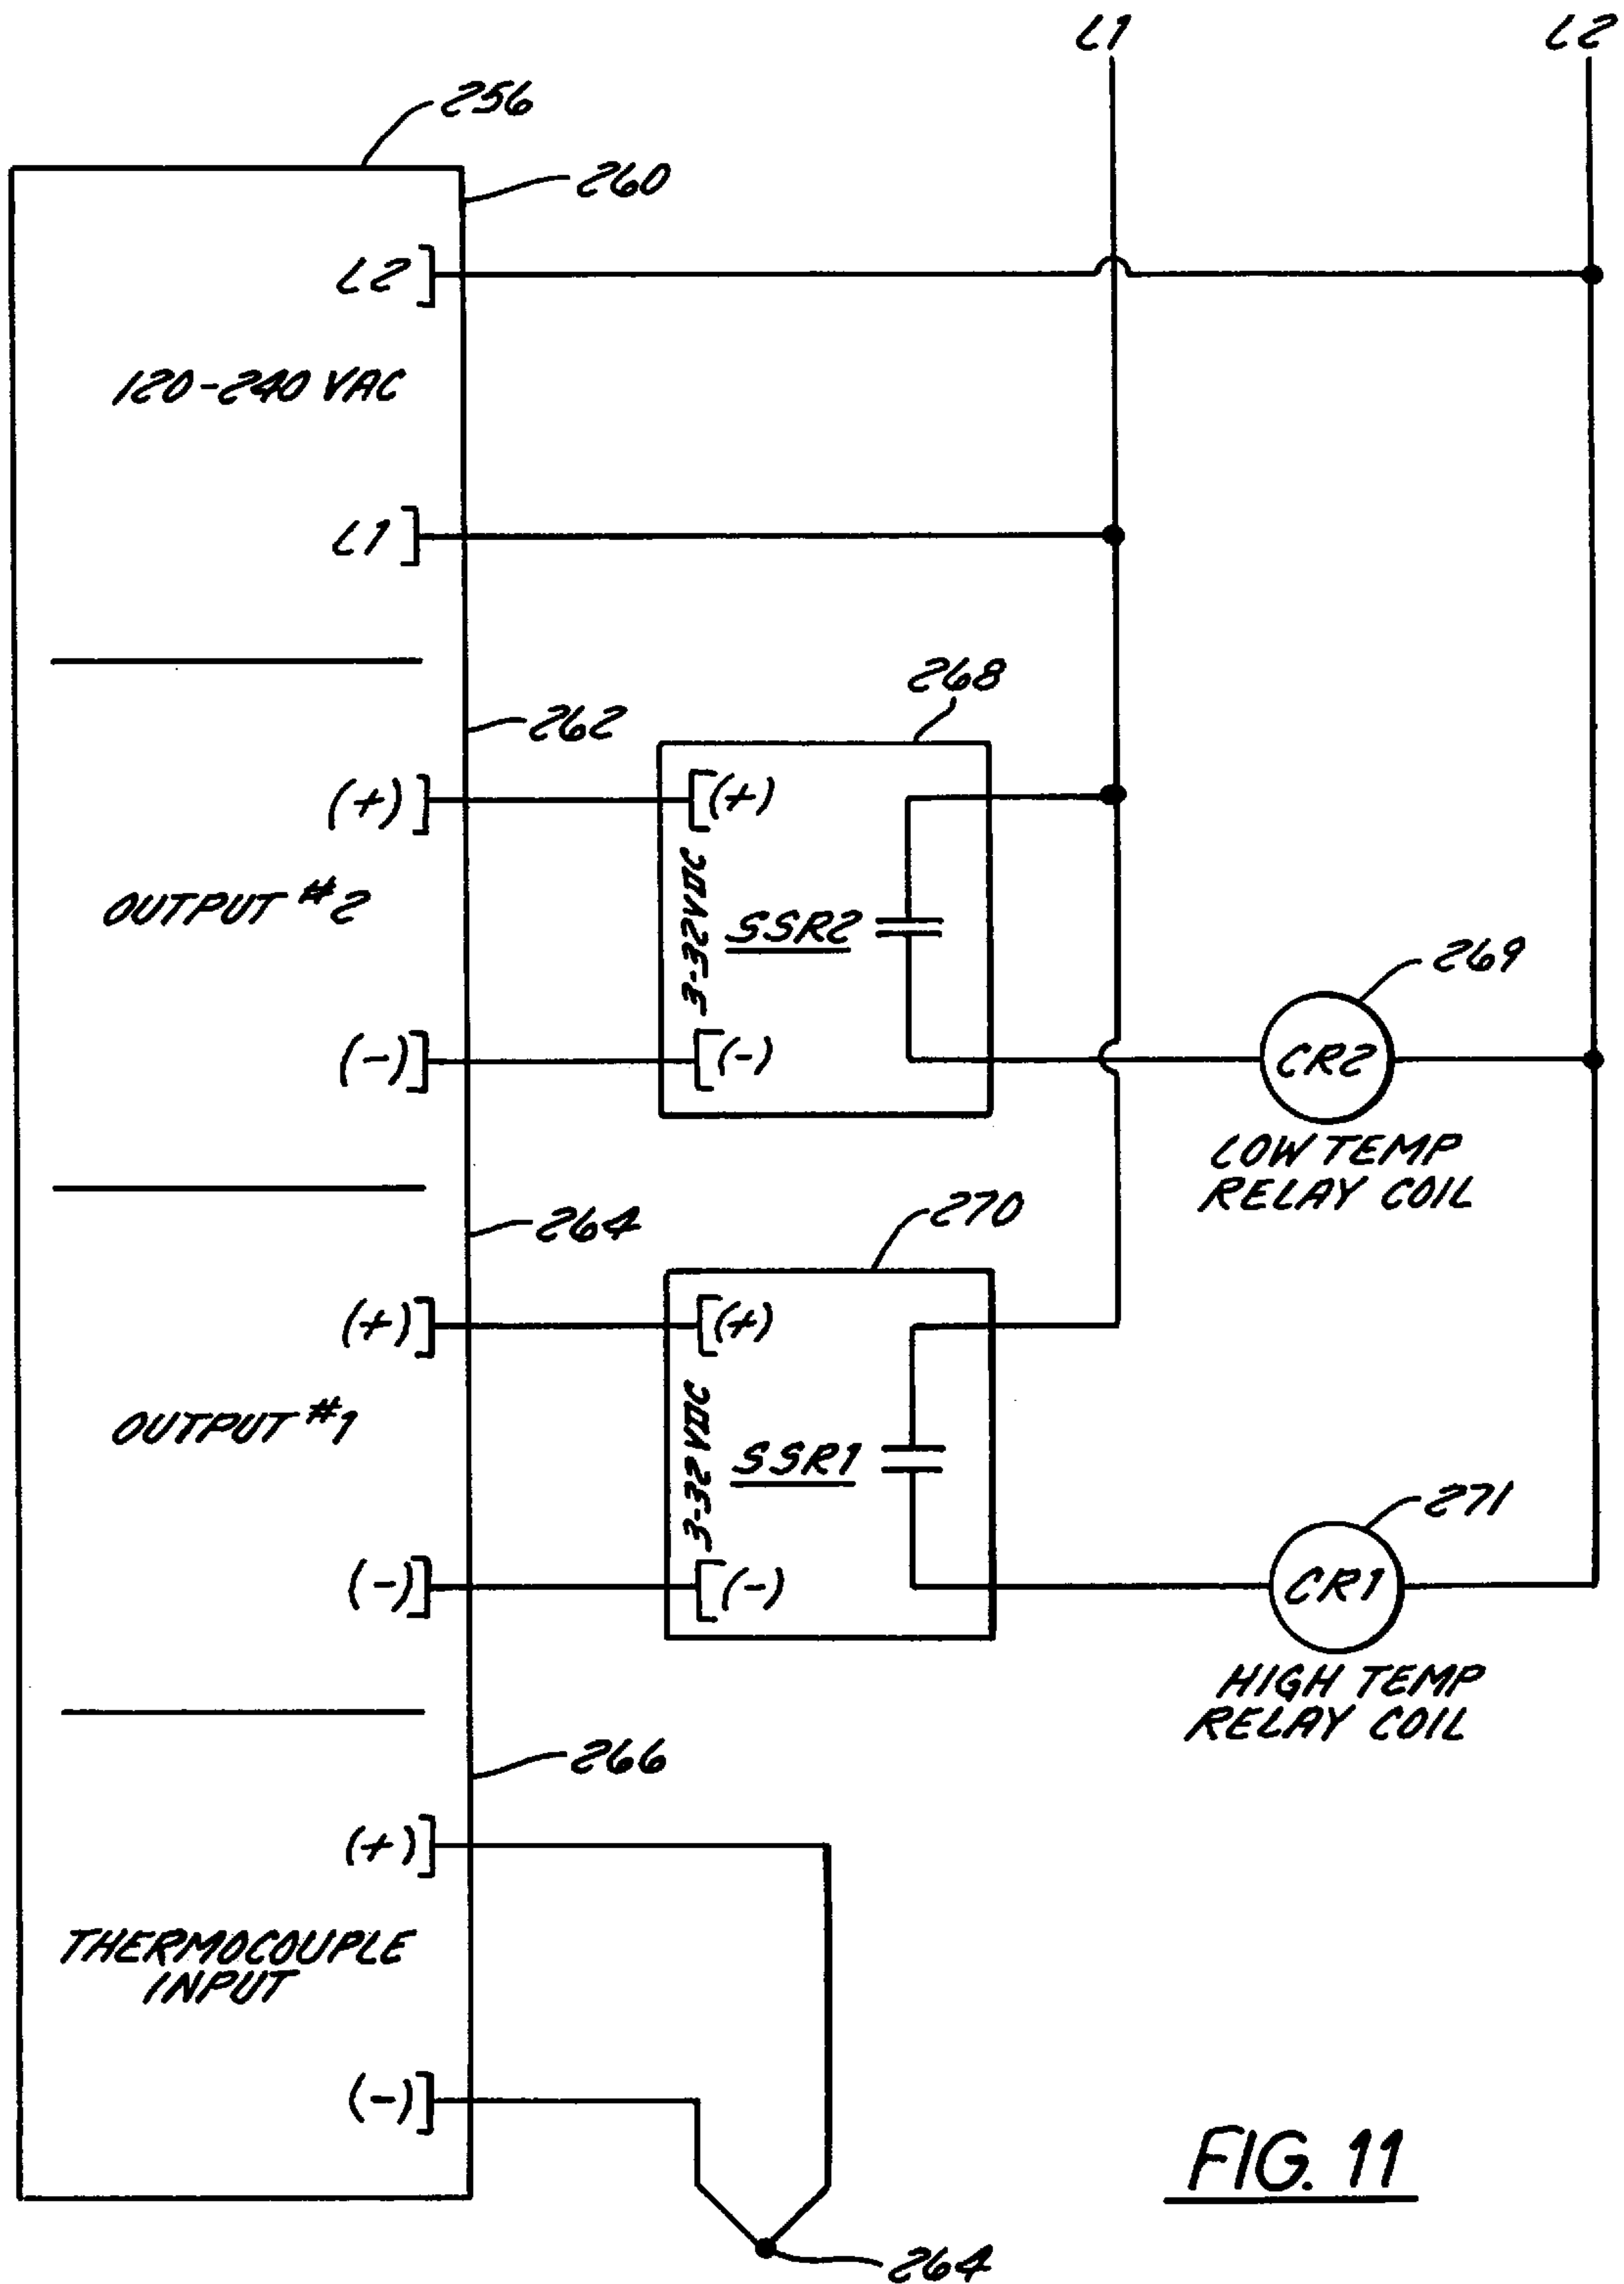 L1
L2
256
260
L2
120-240 VAC
L1
268
262
(+)
(+)
3-32VDC
OUTPUT #2
SSR2
269
(-)
(-)
CR2
LOW TEMP
RELAY COIL
270
264
(+)
(+)
3-32 VDC
OUTPUT #1
SSR1
271
(-)
(-)
CR1
HIGH TEMP
RELAY COIL
266
(+)
THERMOCOUPLE
INPUT
(-)
264
FIG. 11